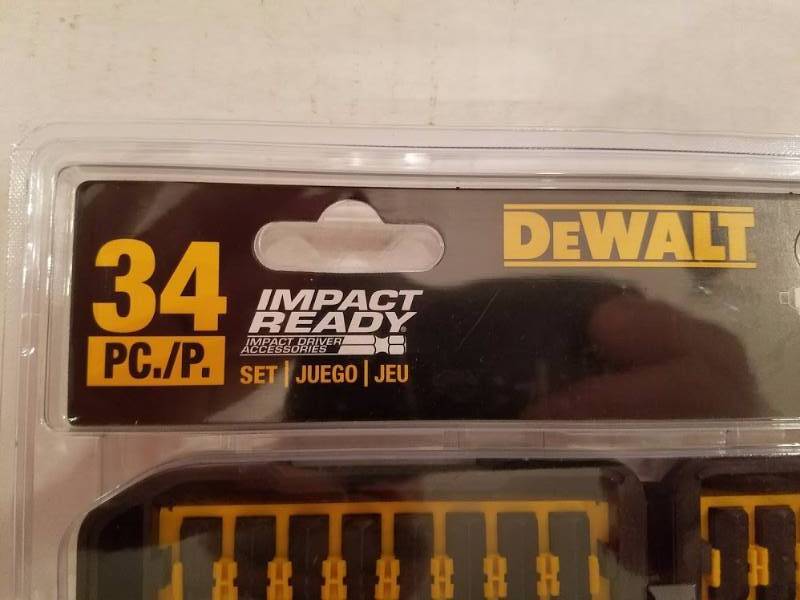 34
PC./P.
IMPACT
READY®
IMPACT DRIVER
ACCESSORIES
SET | JUEGO | JEU
DEWALT